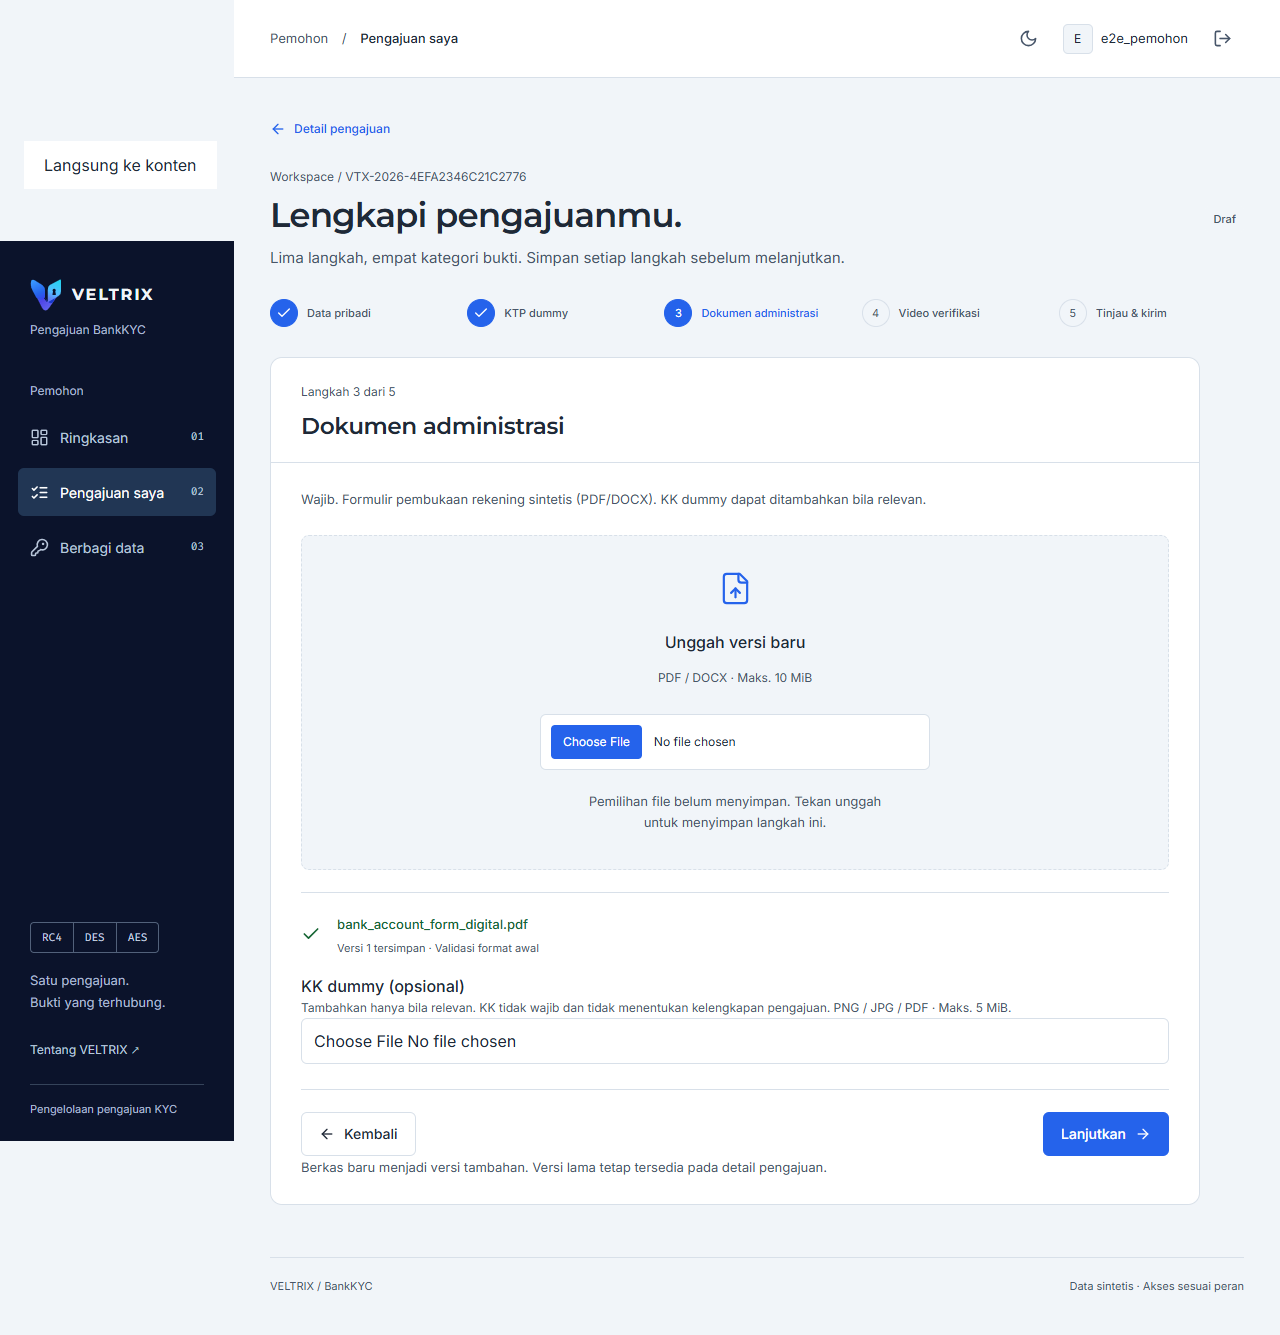 Pemohon / Pengajuan saya
E e2e_pemohon
Langsung ke konten
VELTRIX
Pengajuan BankKYC
Pemohon
Ringkasan 01
Pengajuan saya 02
Berbagi data 03
RC4 DES AES
Satu pengajuan.
Bukti yang terhubung.
Tentang VELTRIX ↗
Pengelolaan pengajuan KYC
← Detail pengajuan
Workspace / VTX-2026-4EFA2346C21C2776
Lengkapi pengajuanmu.
Draf
Lima langkah, empat kategori bukti. Simpan setiap langkah sebelum melanjutkan.
Data pribadi
KTP dummy
3 Dokumen administrasi
4 Video verifikasi
5 Tinjau & kirim
Langkah 3 dari 5
Dokumen administrasi
Wajib. Formulir pembukaan rekening sintetis (PDF/DOCX). KK dummy dapat ditambahkan bila relevan.
Unggah versi baru
PDF / DOCX · Maks. 10 MiB
Choose File No file chosen
Pemilihan file belum menyimpan. Tekan unggah
untuk menyimpan langkah ini.
bank_account_form_digital.pdf
Versi 1 tersimpan · Validasi format awal
KK dummy (opsional)
Tambahkan hanya bila relevan. KK tidak wajib dan tidak menentukan kelengkapan pengajuan. PNG / JPG / PDF · Maks. 5 MiB.
Choose File No file chosen
← Kembali
Lanjutkan →
Berkas baru menjadi versi tambahan. Versi lama tetap tersedia pada detail pengajuan.
VELTRIX / BankKYC
Data sintetis · Akses sesuai peran